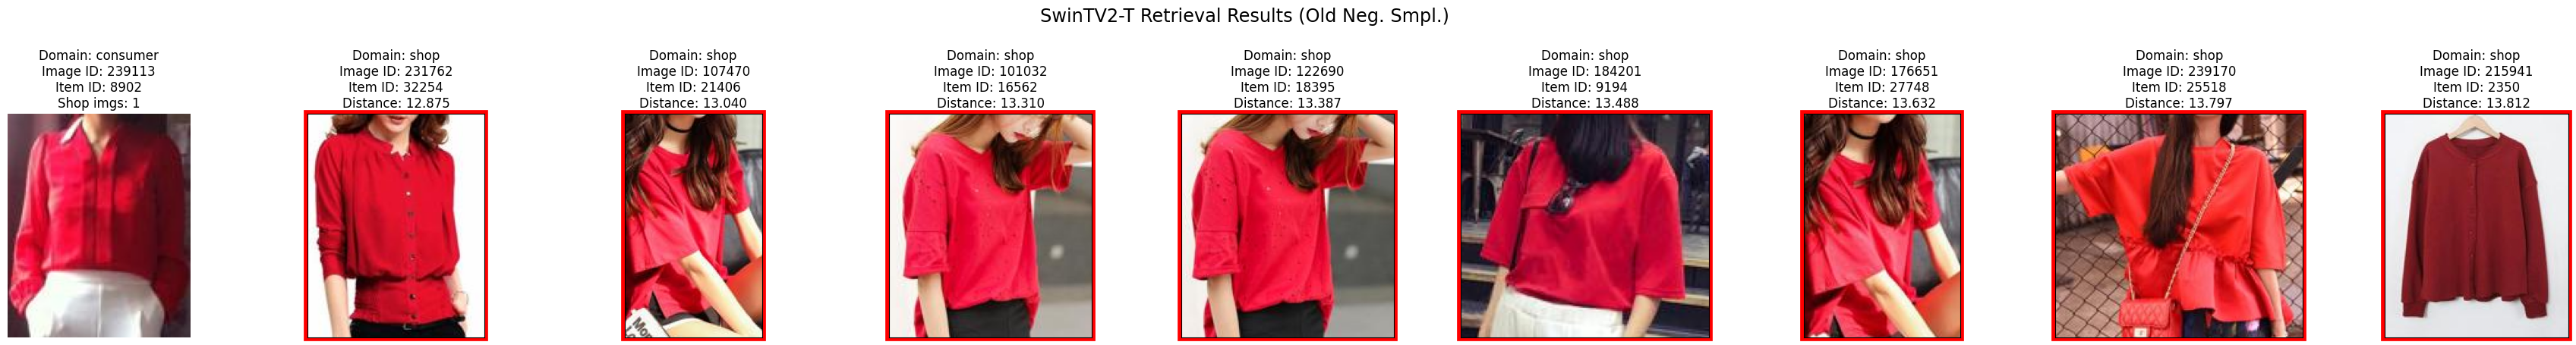 SwinTV2-T Retrieval Results (Old Neg. Smpl.)
Domain: consumer
Image ID: 239113
Item ID: 8902
Shop imgs: 1
Domain: shop
Image ID: 231762
Item ID: 32254
Distance: 12.875
Domain: shop
Image ID: 107470
Item ID: 21406
Distance: 13.040
Domain: shop
Image ID: 101032
Item ID: 16562
Distance: 13.310
Domain: shop
Image ID: 122690
Item ID: 18395
Distance: 13.387
Domain: shop
Image ID: 184201
Item ID: 9194
Distance: 13.488
Domain: shop
Image ID: 176651
Item ID: 27748
Distance: 13.632
Domain: shop
Image ID: 239170
Item ID: 25518
Distance: 13.797
Domain: shop
Image ID: 215941
Item ID: 2350
Distance: 13.812